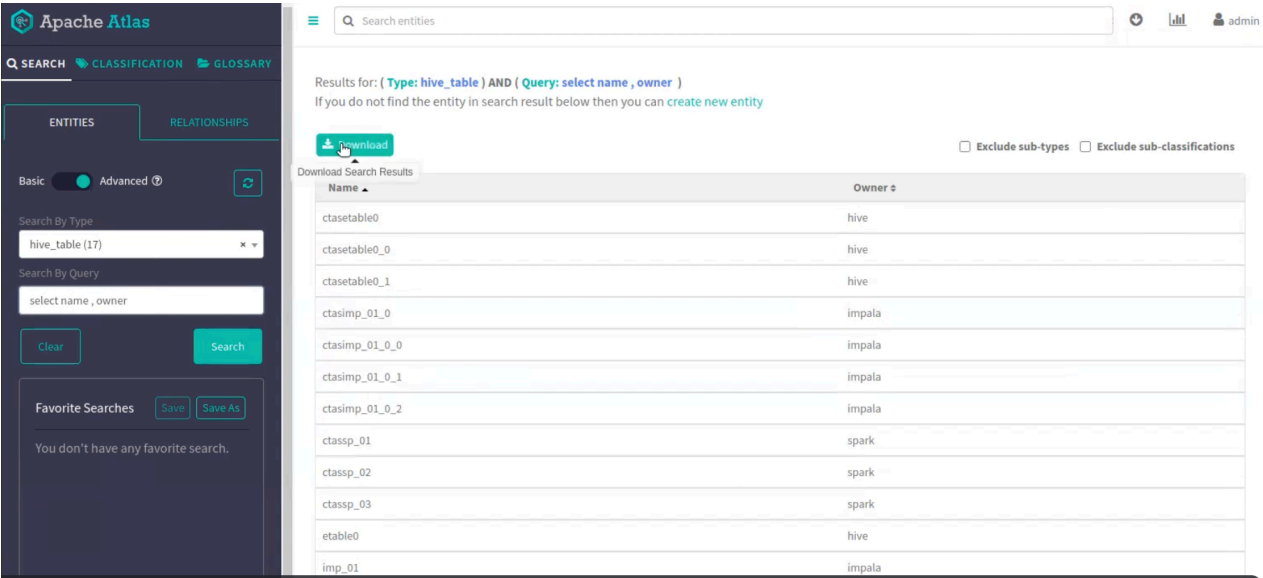 Apache Atlas
SEARCH CLASSIFICATION GLOSSARY
ENTITIES RELATIONSHIPS
Basic Advanced
Search By Type
hive_table (17)
Search By Query
select name , owner
Clear Search
Favorite Searches Save Save As
You don't have any favorite search.
Search entities
admin
Results for: ( Type: hive_table ) AND ( Query: select name , owner )
If you do not find the entity in search result below then you can create new entity
Download
Exclude sub-types Exclude sub-classifications
Download Search Results
Name Owner
ctasetable0 hive
ctasetable0_0 hive
ctasetable0_1 hive
ctasimp_01_0 impala
ctasimp_01_0_0 impala
ctasimp_01_0_1 impala
ctasimp_01_0_2 impala
ctassp_01 spark
ctassp_02 spark
ctassp_03 spark
etable0 hive
imp_01 impala